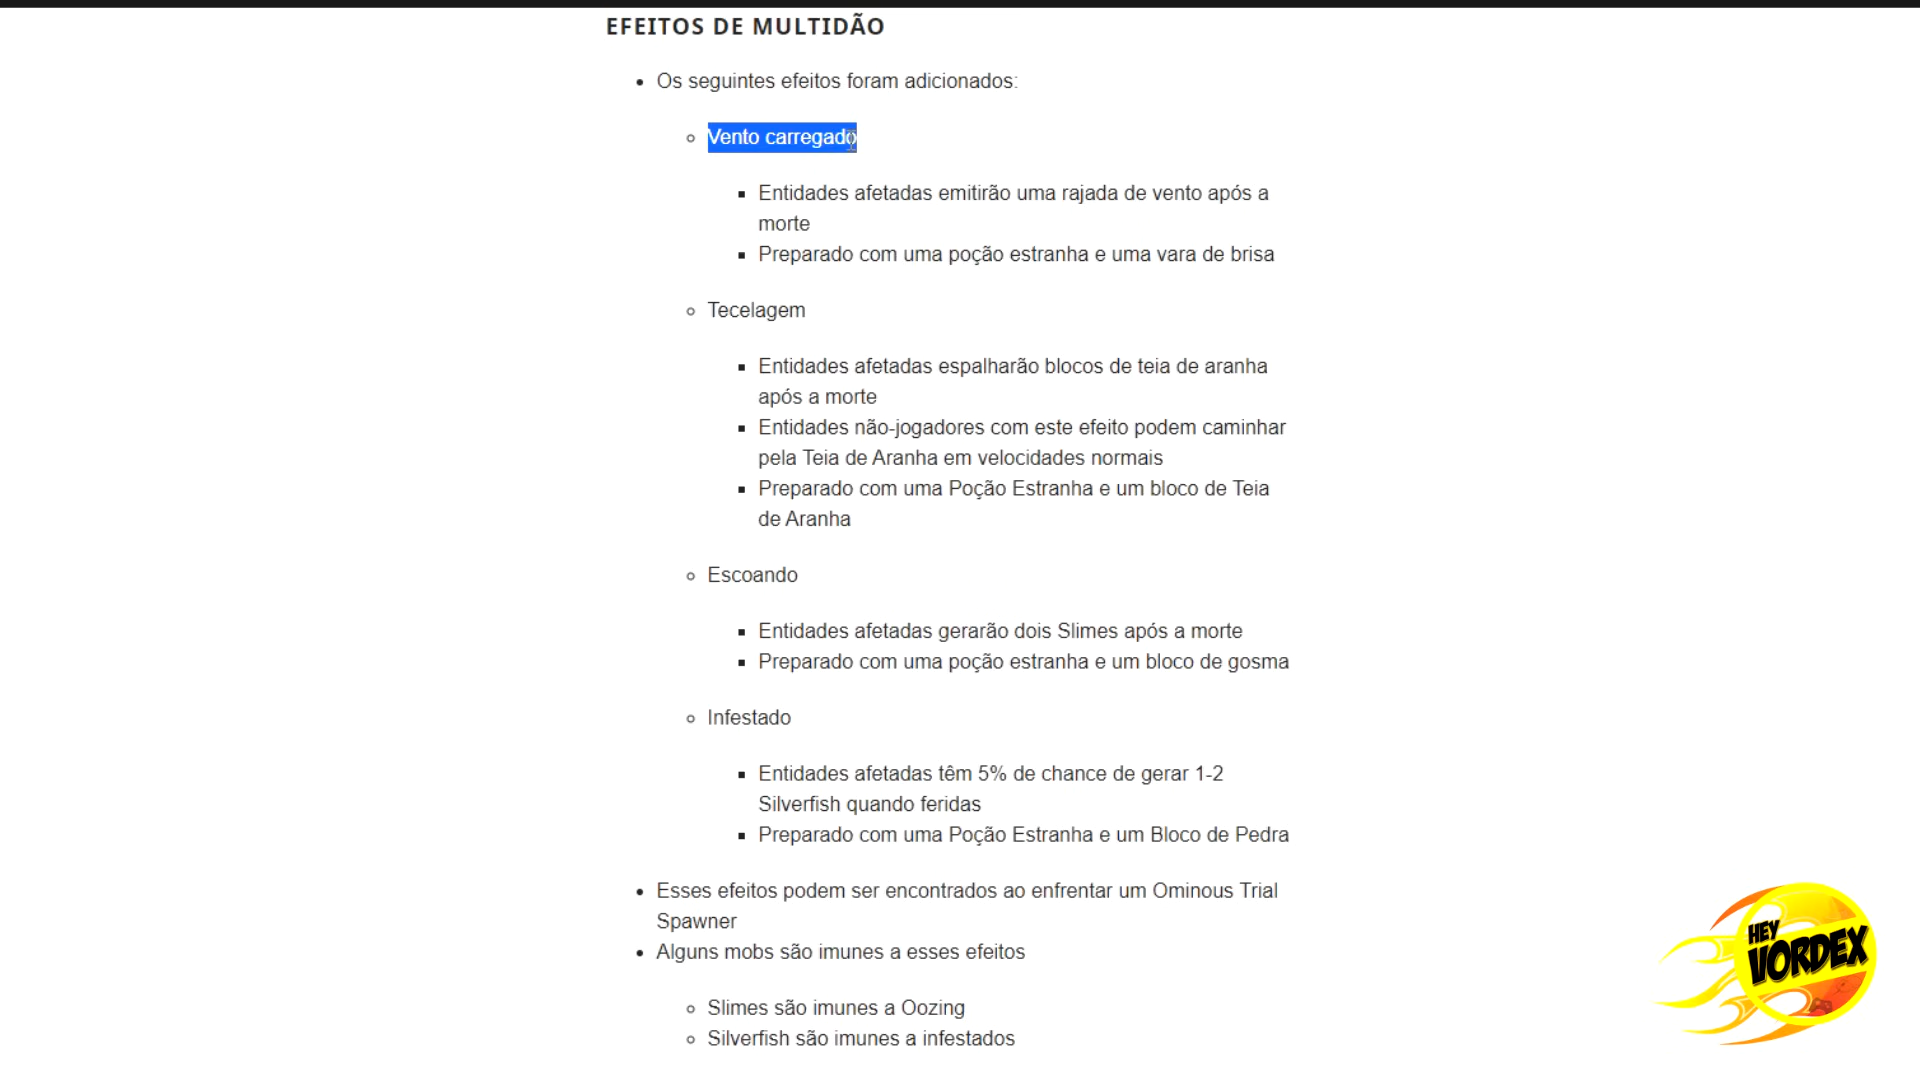 EFEITOS DE MULTIDÃO
Os seguintes efeitos foram adicionados:
Vento carregado
Entidades afetadas emitirão uma rajada de vento após a
morte
Preparado com uma poção estranha e uma vara de brisa
Tecelagem
Entidades afetadas espalharão blocos de teia de aranha
após a morte
Entidades não-jogadores com este efeito podem caminhar
pela Teia de Aranha em velocidades normais
Preparado com uma Poção Estranha e um bloco de Teia
de Aranha
Escoando
Entidades afetadas gerarão dois Slimes após a morte
Preparado com uma poção estranha e um bloco de gosma
Infestado
Entidades afetadas têm 5% de chance de gerar 1-2
Silverfish quando feridas
Preparado com uma Poção Estranha e um Bloco de Pedra
Esses efeitos podem ser encontrados ao enfrentar um Ominous Trial
Spawner
Alguns mobs são imunes a esses efeitos
Slimes são imunes a Oozing
Silverfish são imunes a infestados
HEY
VORDEX